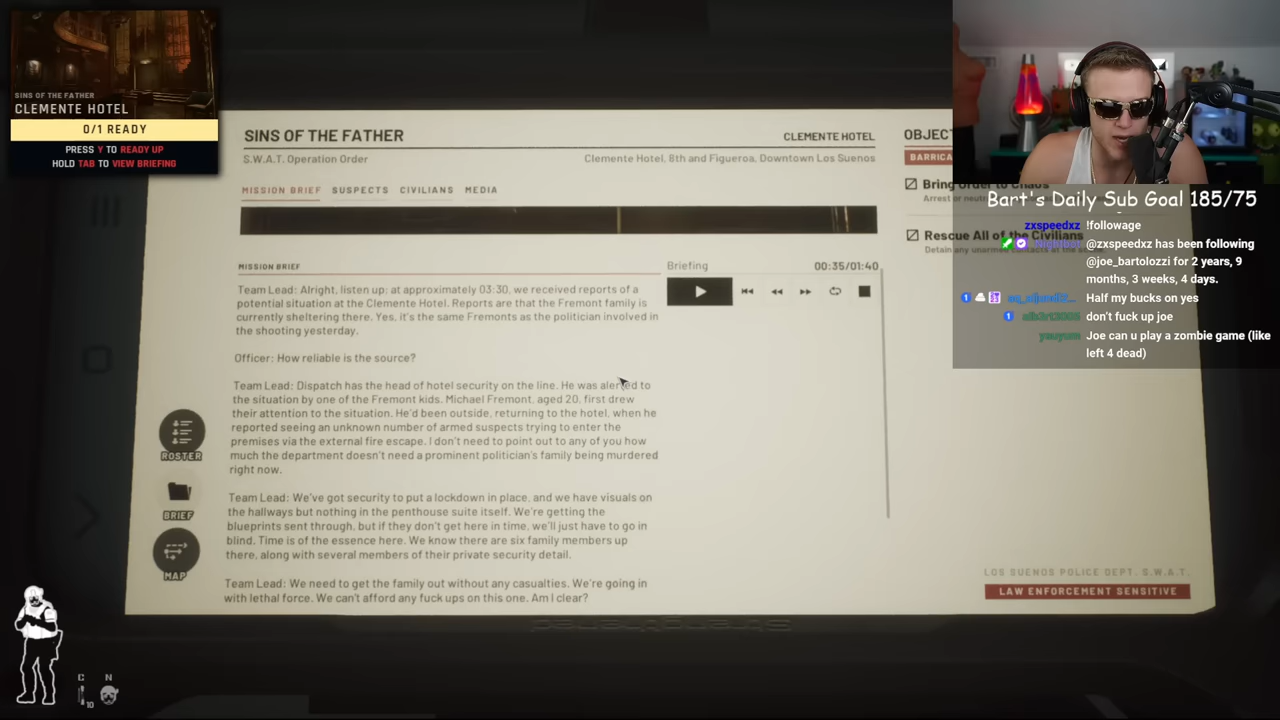 SINS OF THE FATHER
CLEMENTE HOTEL
0/1 READY
PRESS Y TO READY UP
HOLD TAB TO VIEW BRIEFING
SINS OF THE FATHER
CLEMENTE HOTEL
S.W.A.T. Operation Order
Clemente Hotel, 8th and Figueroa, Downtown Los Suenos
MISSION BRIEF SUSPECTS CIVILIANS MEDIA
MISSION BRIEF
Team Lead: Alright, listen up: at approximately 03:30, we received reports of a
potential situation at the Clemente Hotel. Reports are that the Fremont family is
currently sheltering there. Yes, it's the same Fremonts as the politician involved in
the shooting yesterday.
Officer: How reliable is the source?
Team Lead: Dispatch has the head of hotel security on the line. He was alerted to
the situation by one of the Fremont kids. Michael Fremont, aged 20, first drew
their attention to the situation. He'd been outside, returning to the hotel, when he
reported seeing an unknown number of armed suspects trying to enter the
premises via the external fire escape. I don't need to point out to any of you how
much the department doesn't need a prominent politician's family being murdered
right now.
Team Lead: We've got security to put a lockdown in place, and we have visuals on
the hallways but nothing in the penthouse suite itself. We're getting the
blueprints sent through, but if they don't get here in time, we'll just have to go in
blind. Time is of the essence here. We know there are six family members up
there, along with several members of their private security detail.
Team Lead: We need to get the family out without any casualties. We're going in
with lethal force. We can't afford any fuck ups on this one. Am I clear?
Briefing 00:35/01:40
ROSTER
BRIEF
MAP
OBJECT
BARRICA
Bring Order to Chaos
Rescue All of the Civilians
LOS SUENOS POLICE DEPT. S.W.A.T.
LAW ENFORCEMENT SENSITIVE
Bart's Daily Sub Goal 185/75
zxspeedxz !followage
@zxspeedxz has been following
@joe_bartolozzi for 2 years, 9
months, 3 weeks, 4 days.
Half my bucks on yes
don't fuck up joe
Joe can u play a zombie game (like
left 4 dead)
C N
10